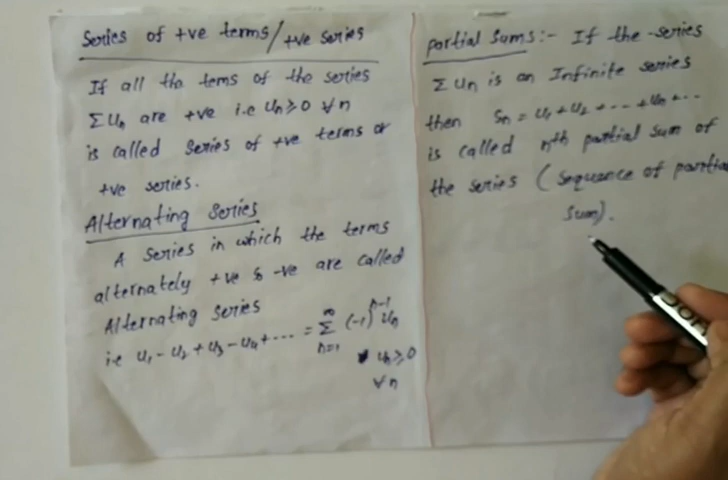 Series of +ve terms/+ve series
If all the tems of the series
Σ Un are +ve i.e Un ≥ 0 ∀ n
is called series of +ve terms or
+ve series.
Alternating Series
A series in which the terms
alternately +ve & -ve are called
Alternating series
i.e U₁ - U₂ + U₃ - U₄ + ---- = ∞Σn=1 (-1)ⁿ⁻¹ Un
Un ≥ 0
∀ n
partial Sums :- If the series
Σ Un is an Infinite series
then Sn = U₁ + U₂ + --- + Un + --
is called nth partial sum of
the series (sequence of partial
Sum).